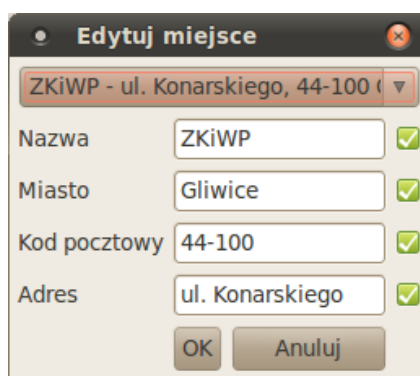 Edytuj miejsce
ZKiWP - ul. Konarskiego, 44-100
Nazwa ZKiWP
Miasto Gliwice
Kod pocztowy 44-100
Adres ul. Konarskiego
OK Anuluj